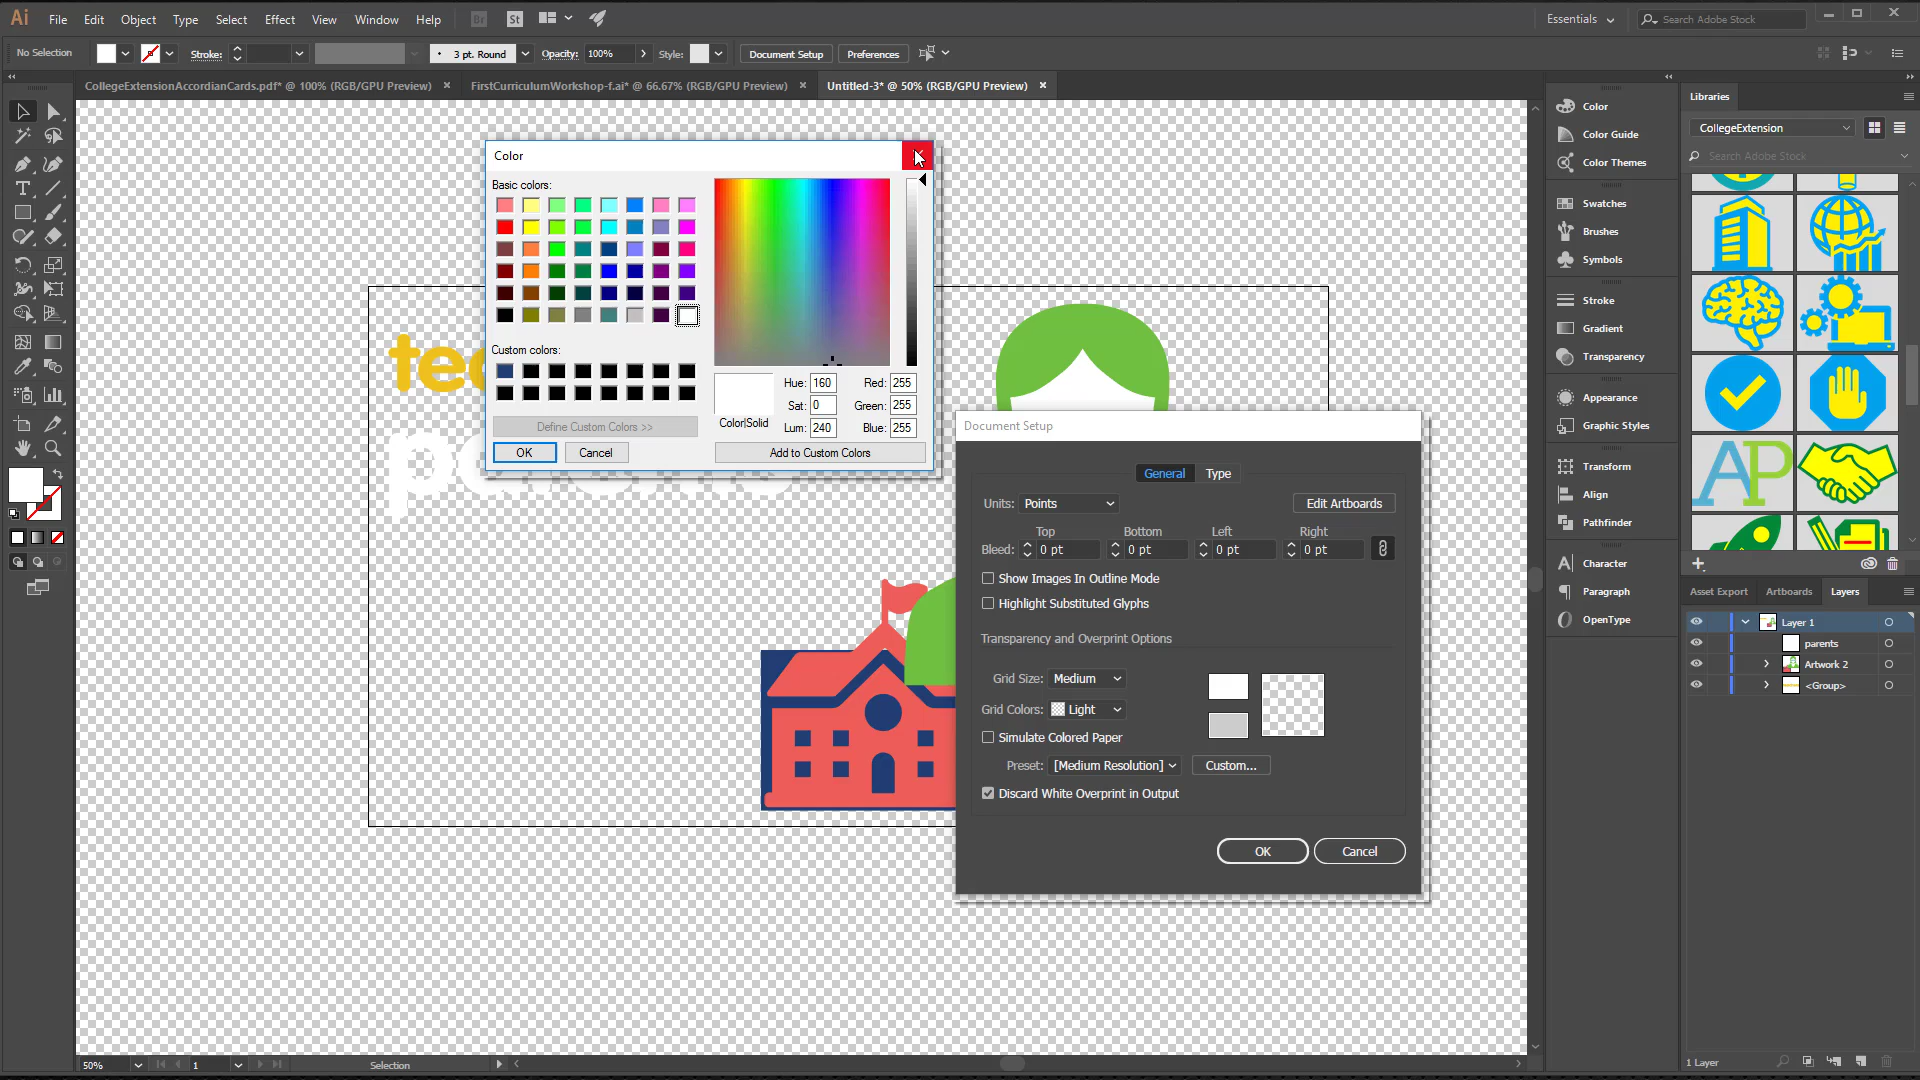 Ai File Edit Object Type Select Effect View Window Help Br St Essentials Search Adobe Stock
No Selection Stroke: 3 pt. Round Opacity: 100% Style: Document Setup Preferences
CollegeExtensionAccordianCards.pdf* @ 100% (RGB/GPU Preview) × FirstCurriculumWorkshop-f.ai* @ 66.67% (RGB/GPU Preview) × Untitled-3* @ 50% (RGB/GPU Preview) ×
Color
Basic colors:
Custom colors:
Define Custom Colors >>
OK Cancel
Color|Solid
Hue: 160 Red: 255
Sat: 0 Green: 255
Lum: 240 Blue: 255
Add to Custom Colors
Document Setup
General Type
Units: Points Edit Artboards
Top Bottom Left Right
Bleed: 0 pt 0 pt 0 pt 0 pt
Show Images In Outline Mode
Highlight Substituted Glyphs
Transparency and Overprint Options
Grid Size: Medium
Grid Colors: Light
Simulate Colored Paper
Preset: [Medium Resolution] Custom...
Discard White Overprint in Output
OK Cancel
Color
Color Guide
Color Themes
Swatches
Brushes
Symbols
Stroke
Gradient
Transparency
Appearance
Graphic Styles
Transform
Align
Pathfinder
Character
Paragraph
OpenType
Libraries
CollegeExtension
Search Adobe Stock
AP
Asset Export Artboards Layers
Layer 1
parents
Artwork 2
<Group>
1 Layer
50% 1 Selection